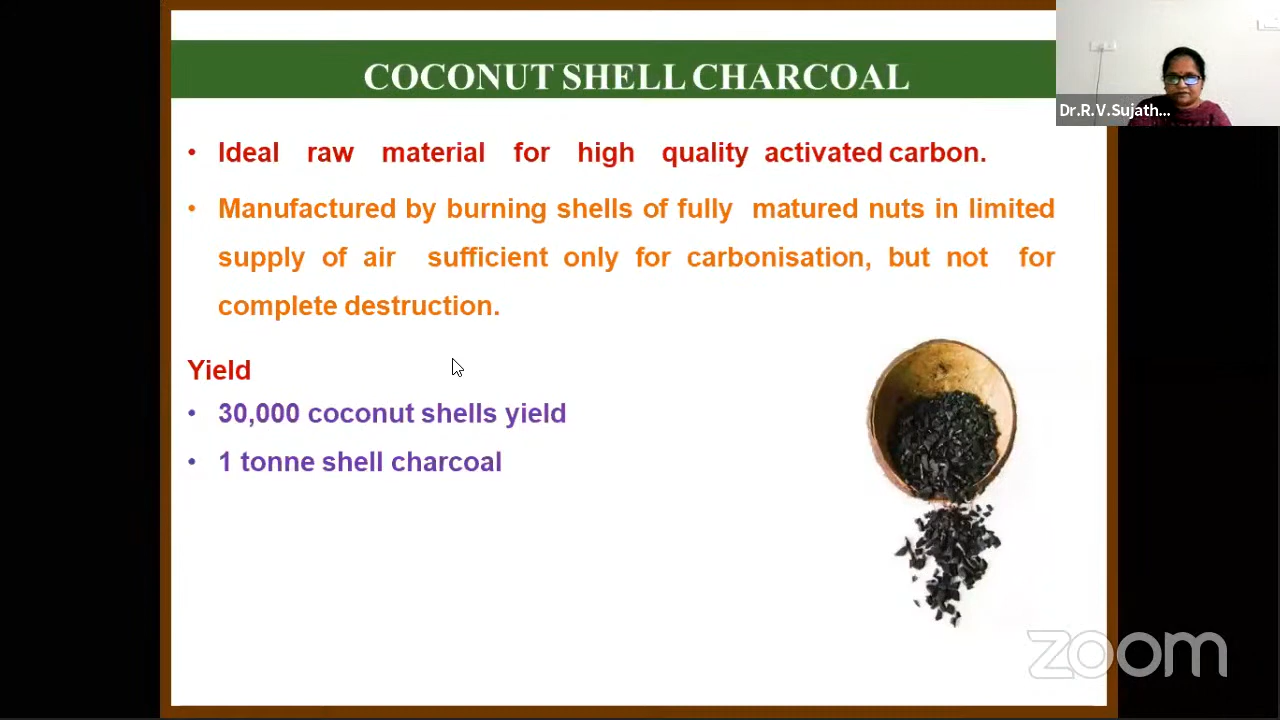 COCONUT SHELL CHARCOAL
Dr.R.V.Sujath...
• Ideal raw material for high quality activated carbon.
• Manufactured by burning shells of fully matured nuts in limited
supply of air sufficient only for carbonisation, but not for
complete destruction.
Yield
• 30,000 coconut shells yield
• 1 tonne shell charcoal
zoom